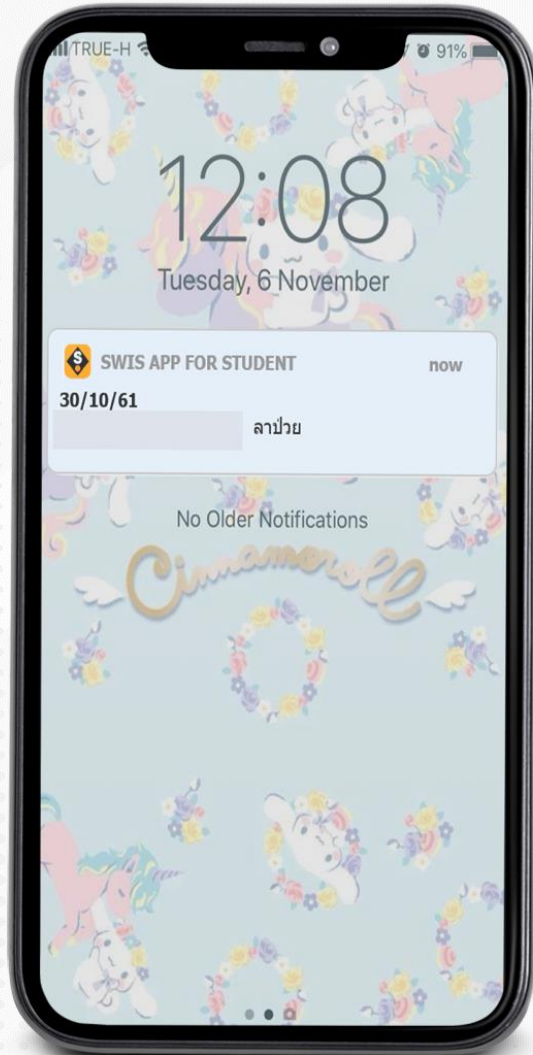 TRUE-H 91%
12:08
Tuesday, 6 November
SWIS APP FOR STUDENT now
30/10/61
ลาป่วย
No Older Notifications
Cinnamoroll